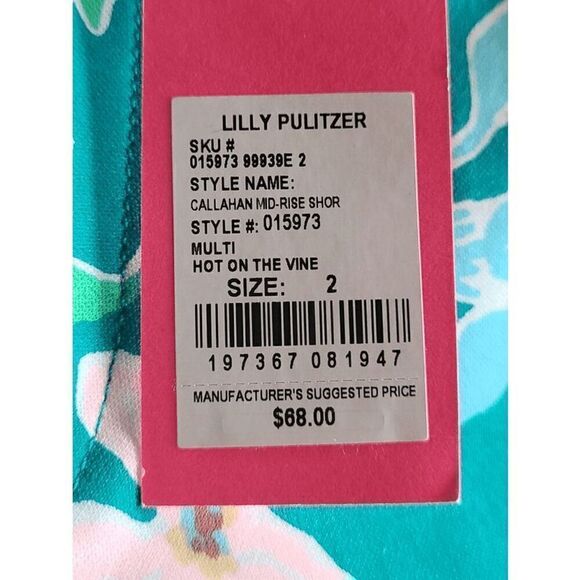 LILLY PULITZER
SKU #
015973 99939E 2
STYLE NAME:
CALLAHAN MID-RISE SHOR
STYLE #: 015973
MULTI
HOT ON THE VINE
SIZE: 2
197367 081947
MANUFACTURER'S SUGGESTED PRICE
$68.00